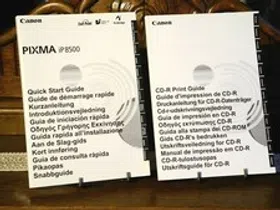 Canon
PIXMA iP8500
Quick Start Guide
Guide de démarrage rapide
Kurzanleitung
Introduktionsvejledning
Guía de iniciación rápida
Οδηγός Γρήγορης Εκκίνησης
Guida rapida all'installazione
Aan de Slag-gids
Kort innføring
Guia de consulta rápida
Pikaopas
Snabbguide
Canon
CD-R Print Guide
Guide d'impression de CD-R
Druckanleitung für CD-R-Datenträger
Cd-r-udskrivningsvejledning
Guía de impresión en CD-R
Οδηγός εκτύπωσης CD-R
Guida alla stampa dei CD-ROM
Gids CD-R's bedrukken
Utskriftsveiledning for CD-R
Manual de impressão em CD-R
CD-R-tulostusopas
Utskriftsguide för CD-R